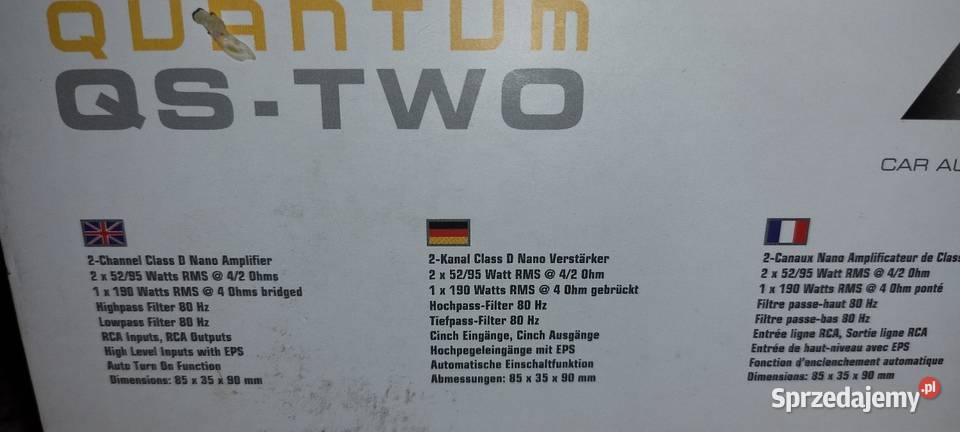 QUANTUM
QS-TWO
CAR AU
2-Channel Class D Nano Amplifier
2 x 52/95 Watts RMS @ 4/2 Ohms
1 x 190 Watts RMS @ 4 Ohms bridged
Highpass Filter 80 Hz
Lowpass Filter 80 Hz
RCA Inputs, RCA Outputs
High Level Inputs with EPS
Auto Turn On Function
Dimensions: 85 x 35 x 90 mm
2-Kanal Class D Nano Verstärker
2 x 52/95 Watt RMS @ 4/2 Ohm
1 x 190 Watt RMS @ 4 Ohm gebrückt
Hochpass-Filter 80 Hz
Tiefpass-Filter 80 Hz
Cinch Eingänge, Cinch Ausgänge
Hochpegeleingänge mit EPS
Automatische Einschaltfunktion
Abmessungen: 85 x 35 x 90 mm
2-Canaux Nano Amplificateur de Class
2 x 52/95 Watt RMS @ 4/2 Ohm
1 x 190 Watt RMS @ 4 Ohm ponté
Filtre passe-haut 80 Hz
Filtre passe-bas 80 Hz
Entrée ligne RCA, Sortie ligne RCA
Entrée de haut-niveau avec EPS
Fonction d'enclenchement automatique
Dimensions: 85 x 35 x 90 mm
Sprzedajemy.pl